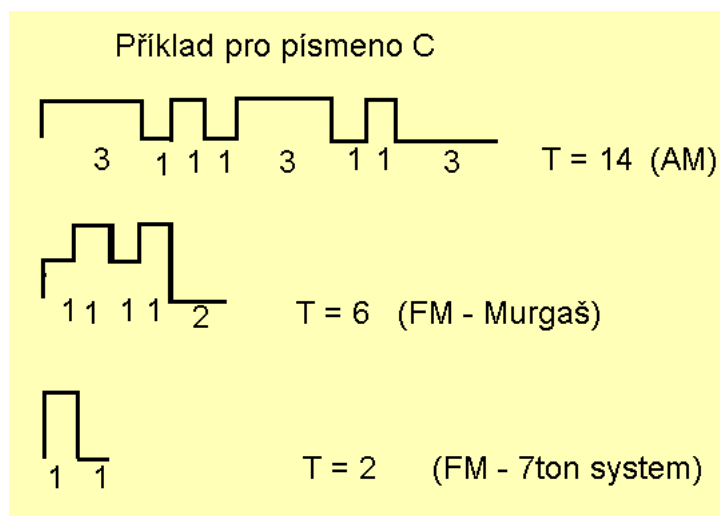 Příklad pro písmeno C
3 1 1 1 3 1 1 3 T = 14 (AM)
1 1 1 1 2 T = 6 (FM - Murgaš)
1 1 T = 2 (FM - 7ton system)